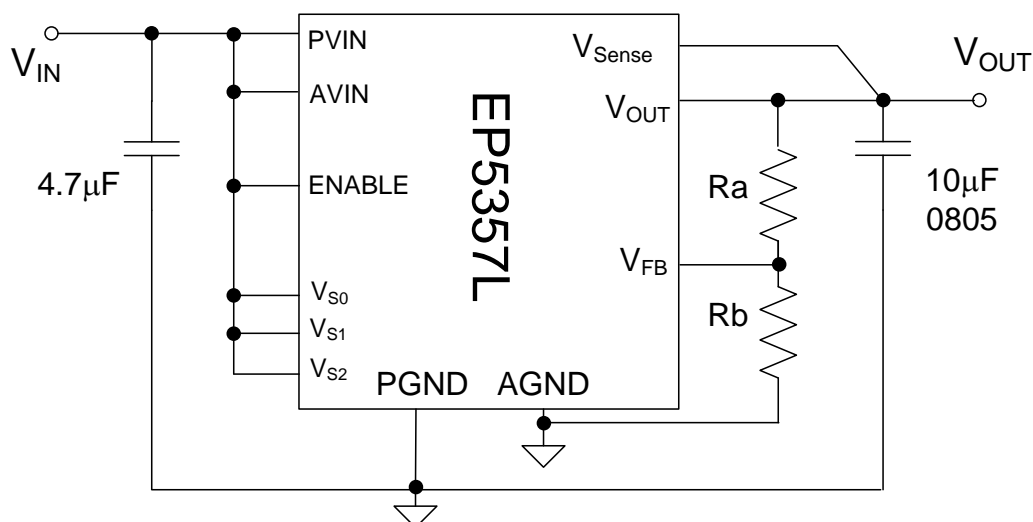 V_IN
4.7µF
PVIN
AVIN
ENABLE
V_S0
V_S1
V_S2
PGND
AGND
EP5357L
V_Sense
V_OUT
V_FB
Ra
Rb
V_OUT
10µF
0805